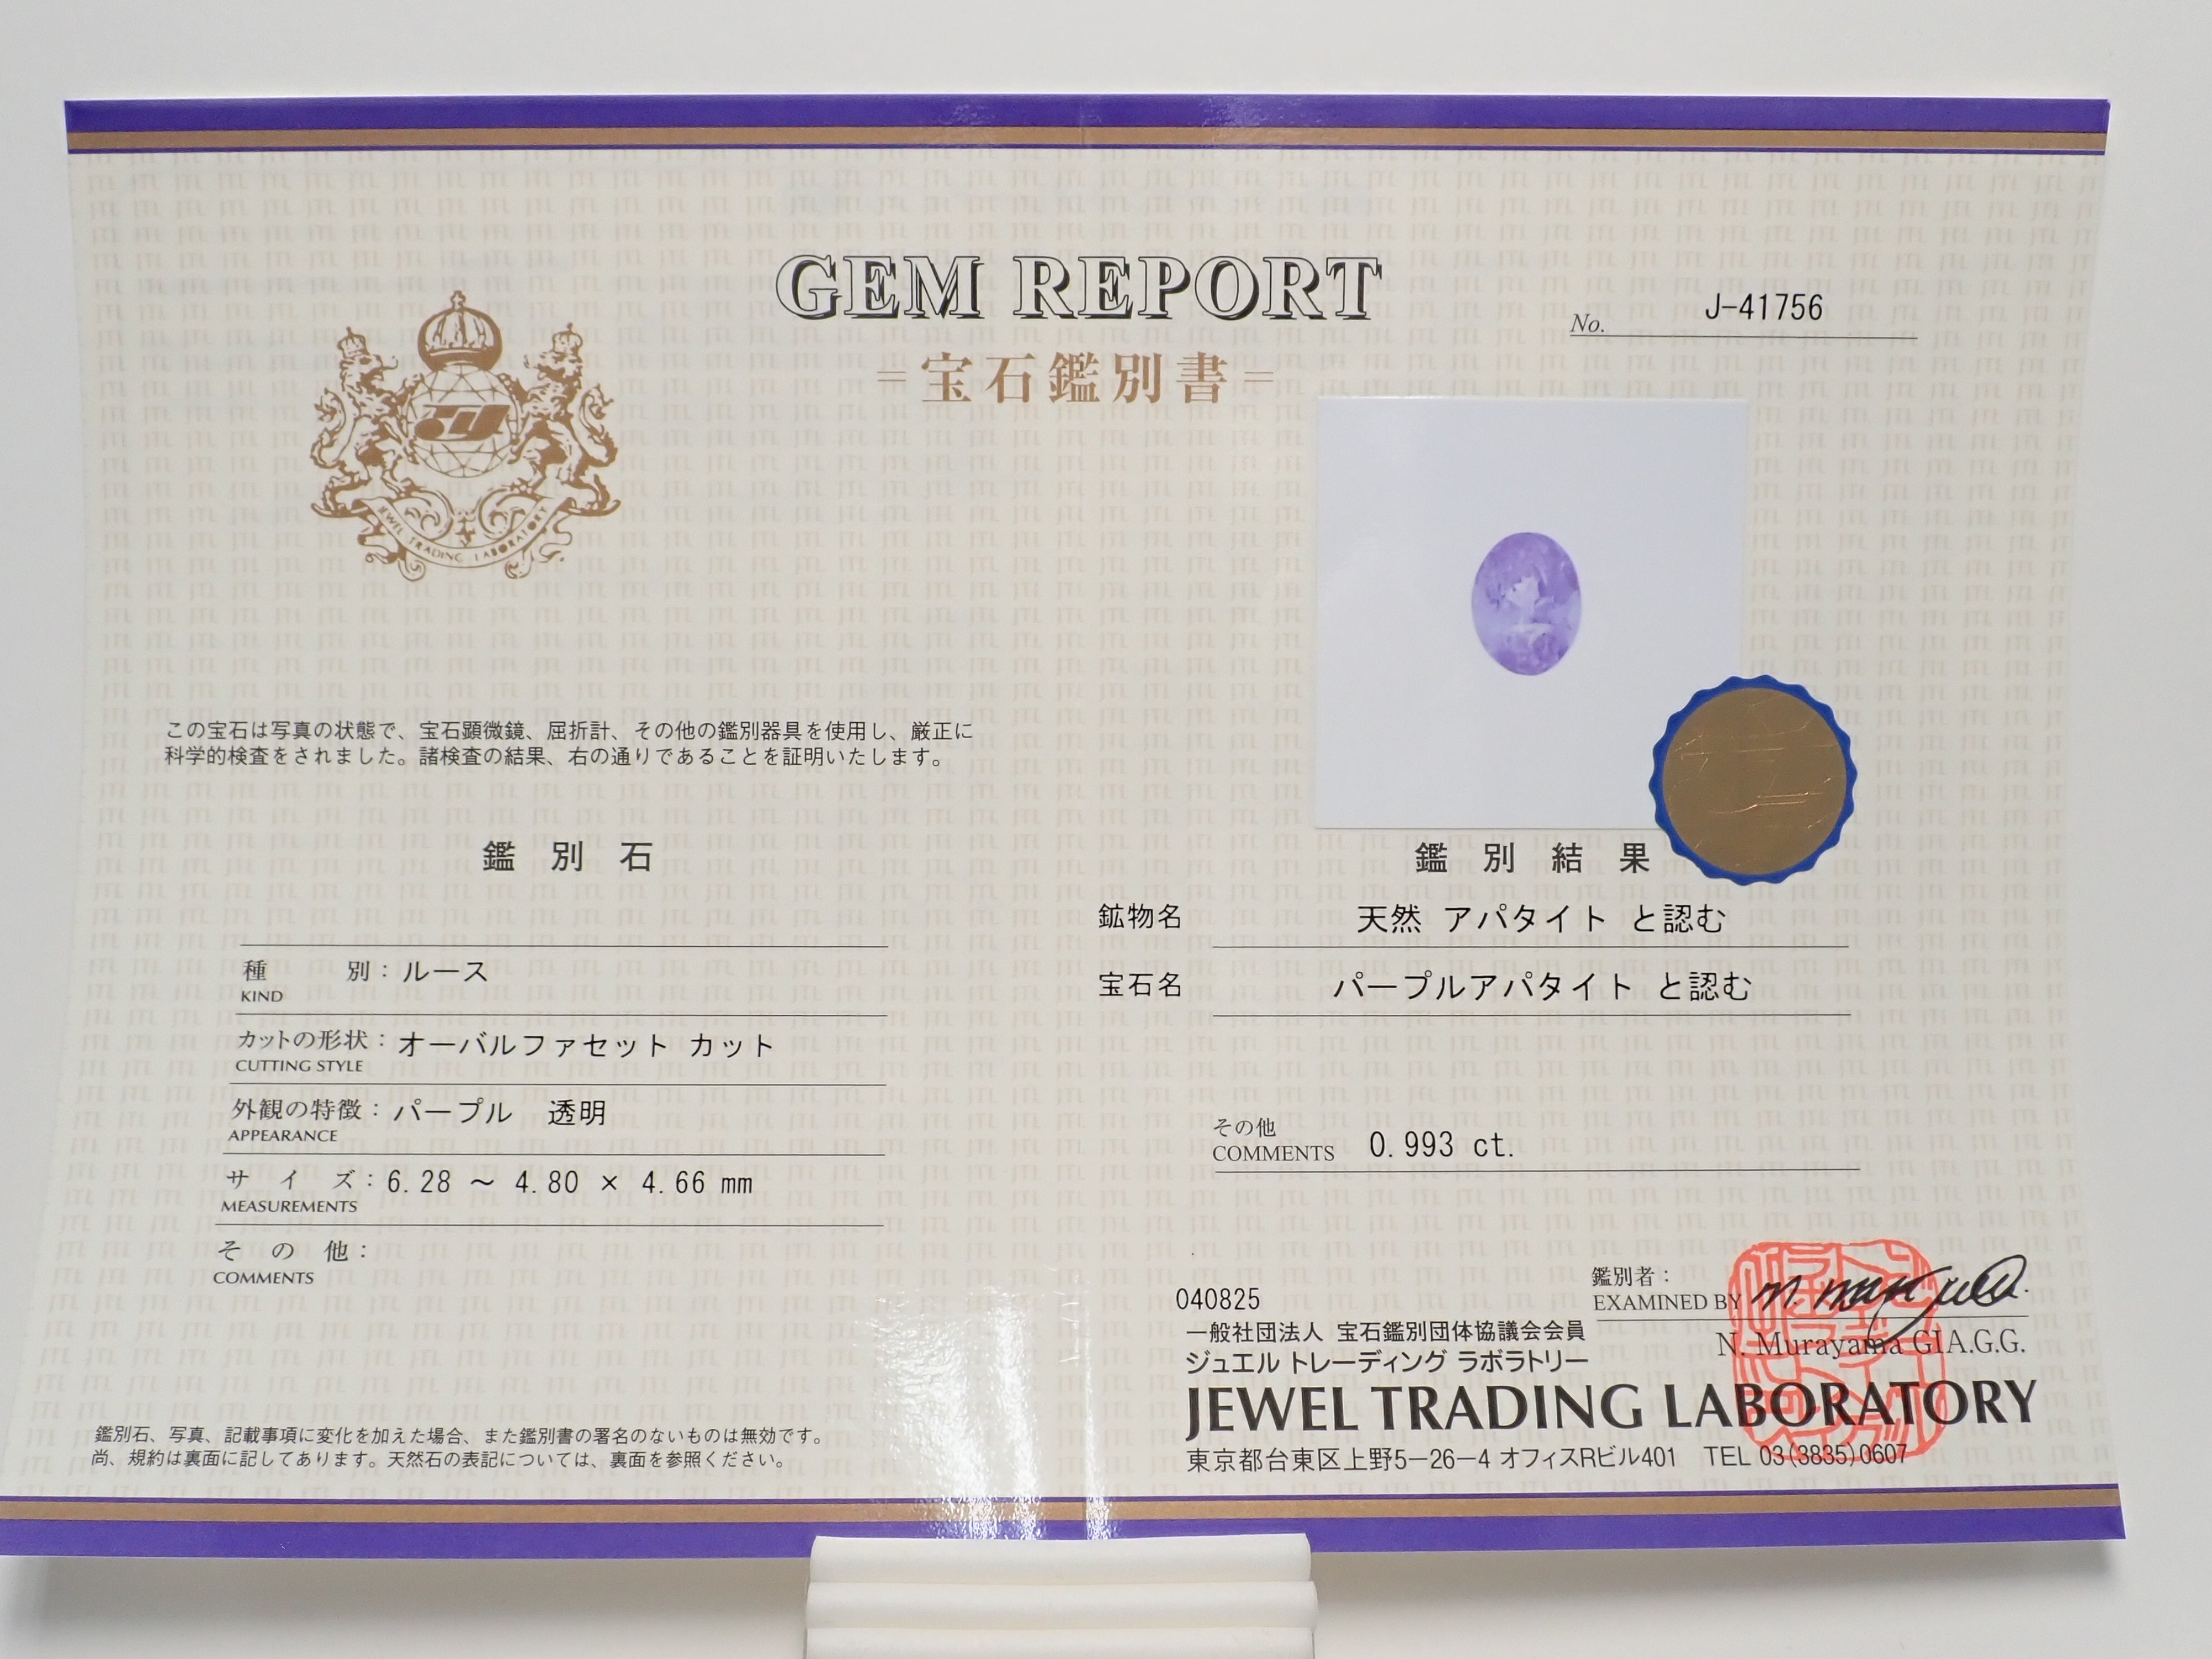 GEM REPORT
=宝石鑑別書=
No. J-41756
JEWEL TRADING LABORATORY
この宝石は写真の状態で、宝石顕微鏡、屈折計、その他の鑑別器具を使用し、厳正に
科学的検査をされました。諸検査の結果、右の通りであることを証明いたします。
鑑別石
種別:ルース
KIND
カットの形状:オーバルファセット カット
CUTTING STYLE
外観の特徴:パープル 透明
APPEARANCE
サイズ:6.28 ~ 4.80 × 4.66 mm
MEASUREMENTS
その他:
COMMENTS
鑑別石、写真、記載事項に変化を加えた場合、また鑑別書の署名のないものは無効です。
尚、規約は裏面に記してあります。天然石の表記については、裏面を参照ください。
鑑別結果
鉱物名 天然 アパタイト と認む
宝石名 パープルアパタイト と認む
その他
COMMENTS 0.993 ct.
040825
鑑別者:
EXAMINED BY
N. Murayama GIA.G.G.
一般社団法人 宝石鑑別団体協議会会員
ジュエル トレーディング ラボラトリー
JEWEL TRADING LABORATORY
東京都台東区上野5-26-4 オフィスRビル401 TEL 03(3835)0607